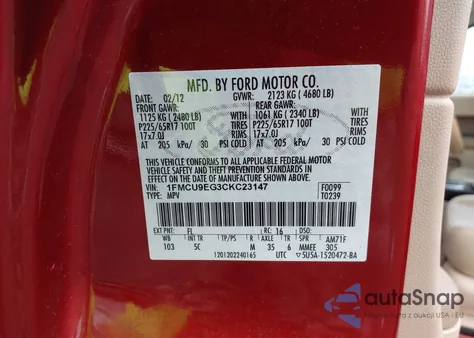 MFD. BY FORD MOTOR CO.
DATE: 02/12 GVWR: 2123 KG (4680 LB)
FRONT GAWR: REAR GAWR:
1125 KG (2480 LB) WITH 1061 KG (2340 LB) WITH
P225/65R17 100T TIRES P225/65R17 100T TIRES
17x7.0J RIMS 17x7.0J RIMS
AT 205 kPa/ 30 PSI COLD AT 205 kPa/ 30 PSI COLD
THIS VEHICLE CONFORMS TO ALL APPLICABLE FEDERAL MOTOR
VEHICLE SAFETY AND THEFT PREVENTION STANDARDS IN EFFECT ON THE DATE OF MANUFACTURE SHOWN ABOVE.
VIN: 1FMCU9EG3CKC23147 F0099
TYPE: MPV T0239
EXT PNT: FL RC: 16 DSO:
WB INT TR TP/PS R AXLE TR SPR AM71F
103 5C M 35 6 MMEE 305
1201202240165 UTC 5U5A-1520472-BA
autaSnap